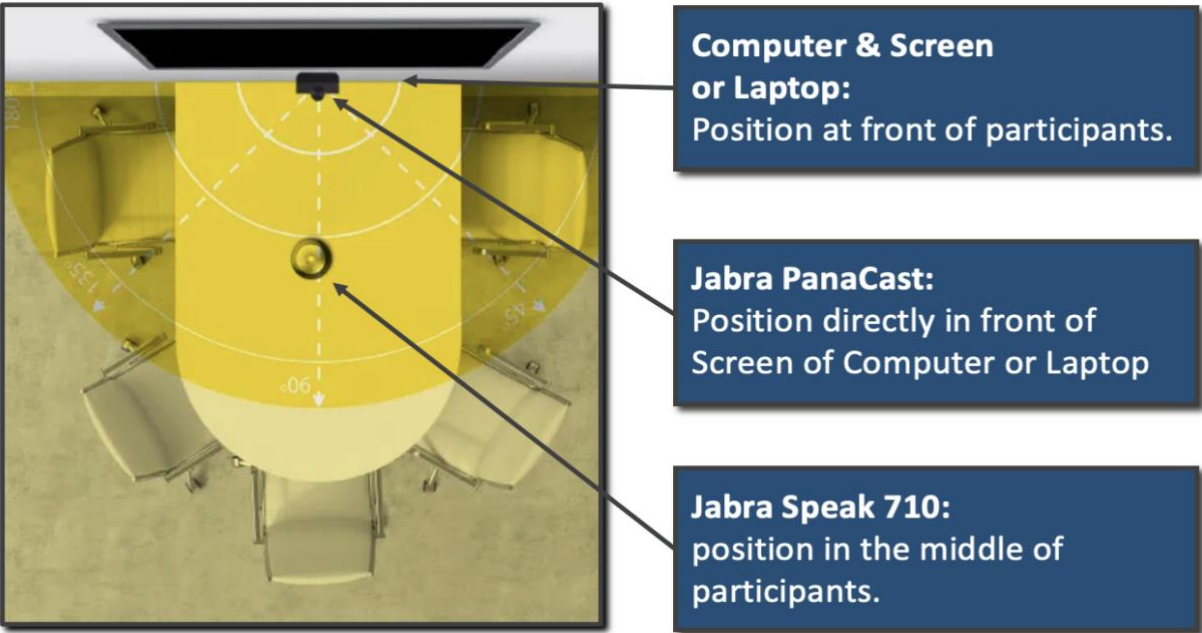 Computer & Screen
or Laptop:
Position at front of participants.
Jabra PanaCast:
Position directly in front of
Screen of Computer or Laptop
Jabra Speak 710:
position in the middle of
participants.
180°
135°
45°
90°